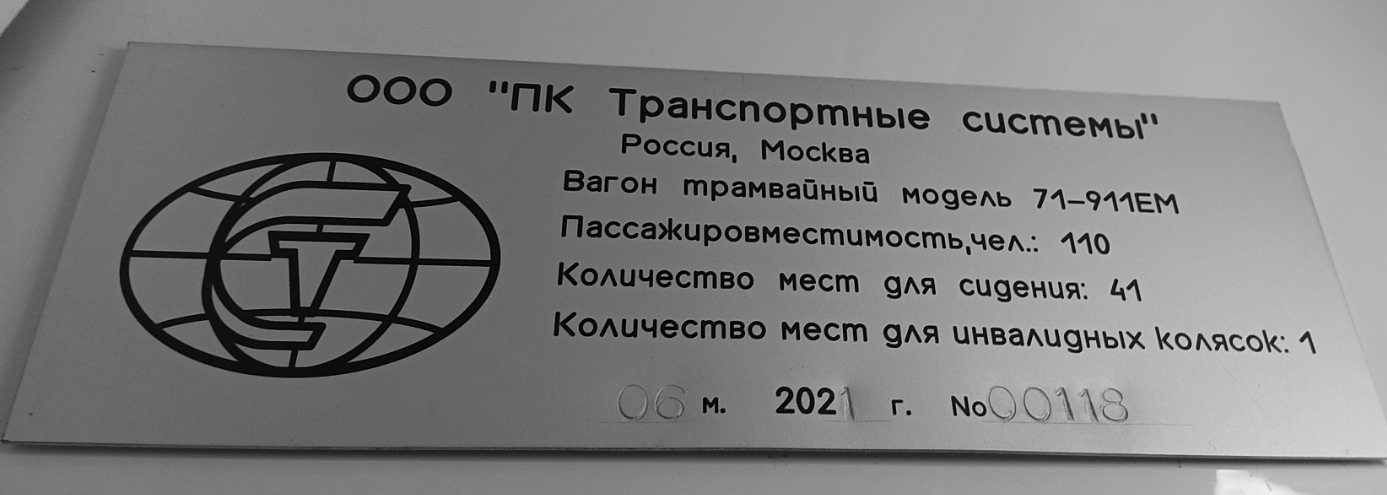 ООО "ПК Транспортные системы"
Россия, Москва
Вагон трамвайный модель 71-911ЕМ
Пассажировместимость,чел.: 110
Количество мест для сидения: 41
Количество мест для инвалидных колясок: 1
06 м. 2021 г. No00118